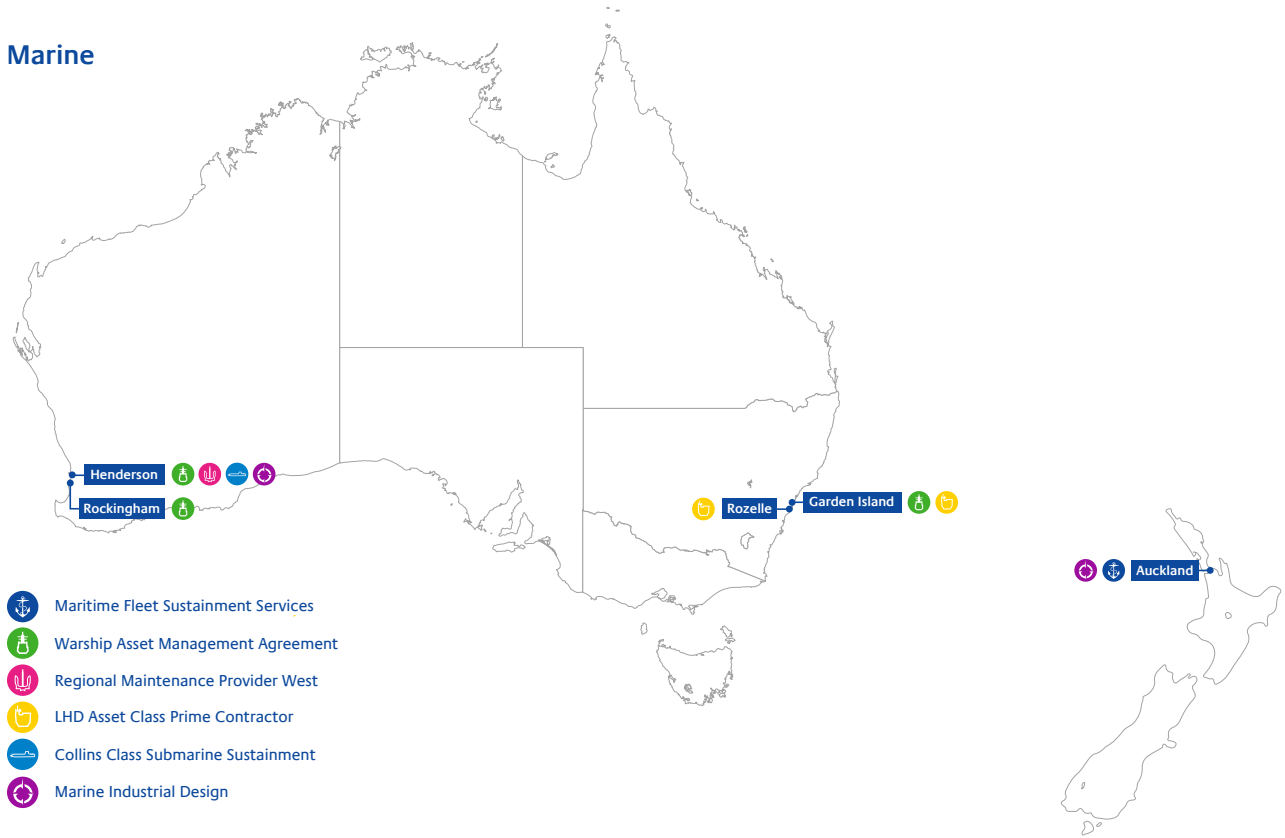 Marine
Henderson
Rockingham
Rozelle
Garden Island
Auckland
Maritime Fleet Sustainment Services
Warship Asset Management Agreement
Regional Maintenance Provider West
LHD Asset Class Prime Contractor
Collins Class Submarine Sustainment
Marine Industrial Design